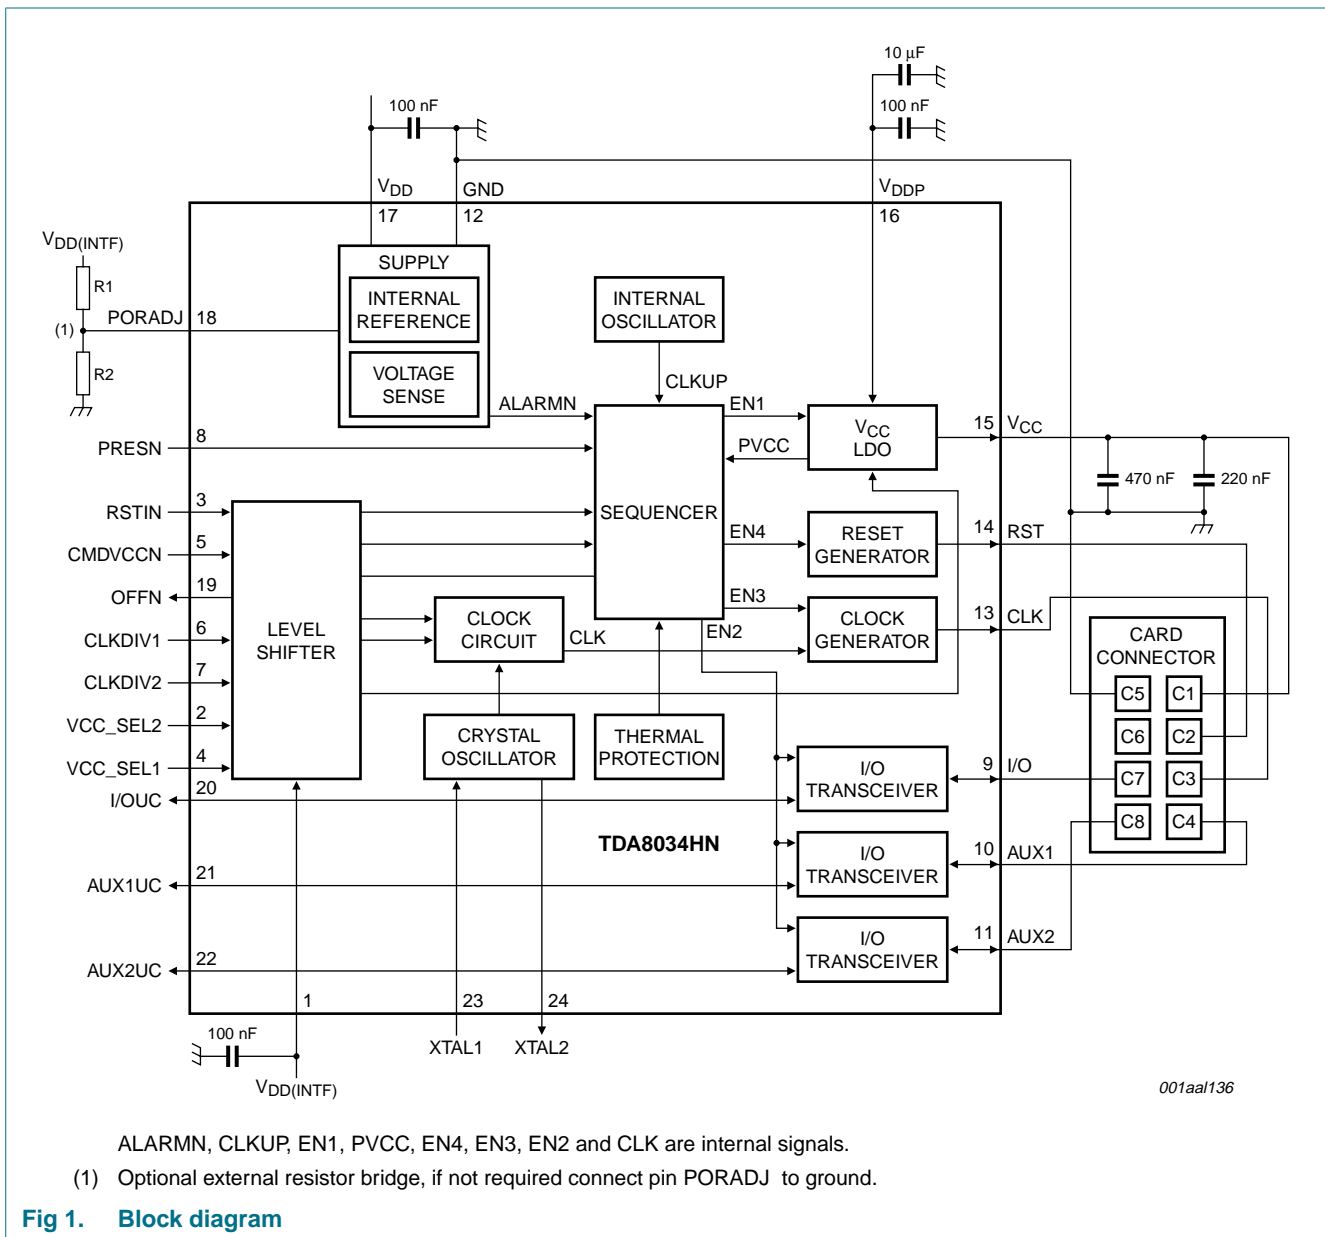 10 µF
100 nF
100 nF
VDD
GND
VDDP
17
12
16
VDD(INTF)
R1
PORADJ
18
(1)
R2
SUPPLY
INTERNAL
REFERENCE
VOLTAGE
SENSE
INTERNAL
OSCILLATOR
CLKUP
ALARMN
EN1
PVCC
VCC
LDO
15
VCC
470 nF
220 nF
PRESN
8
RSTIN
3
CMDVCCN
5
OFFN
19
CLKDIV1
6
CLKDIV2
7
VCC_SEL2
2
VCC_SEL1
4
I/OUC
20
AUX1UC
21
AUX2UC
22
LEVEL
SHIFTER
SEQUENCER
EN4
RESET
GENERATOR
14
RST
EN3
EN2
CLOCK
CIRCUIT
CLK
CLOCK
GENERATOR
13
CLK
CRYSTAL
OSCILLATOR
THERMAL
PROTECTION
CARD
CONNECTOR
C5
C1
C6
C2
C7
C3
C8
C4
I/O
TRANSCEIVER
9
I/O
TDA8034HN
I/O
TRANSCEIVER
10
AUX1
I/O
TRANSCEIVER
11
AUX2
1
23
24
100 nF
XTAL1
XTAL2
VDD(INTF)
001aal136
ALARMN, CLKUP, EN1, PVCC, EN4, EN3, EN2 and CLK are internal signals.
(1) Optional external resistor bridge, if not required connect pin PORADJ to ground.
Fig 1. Block diagram